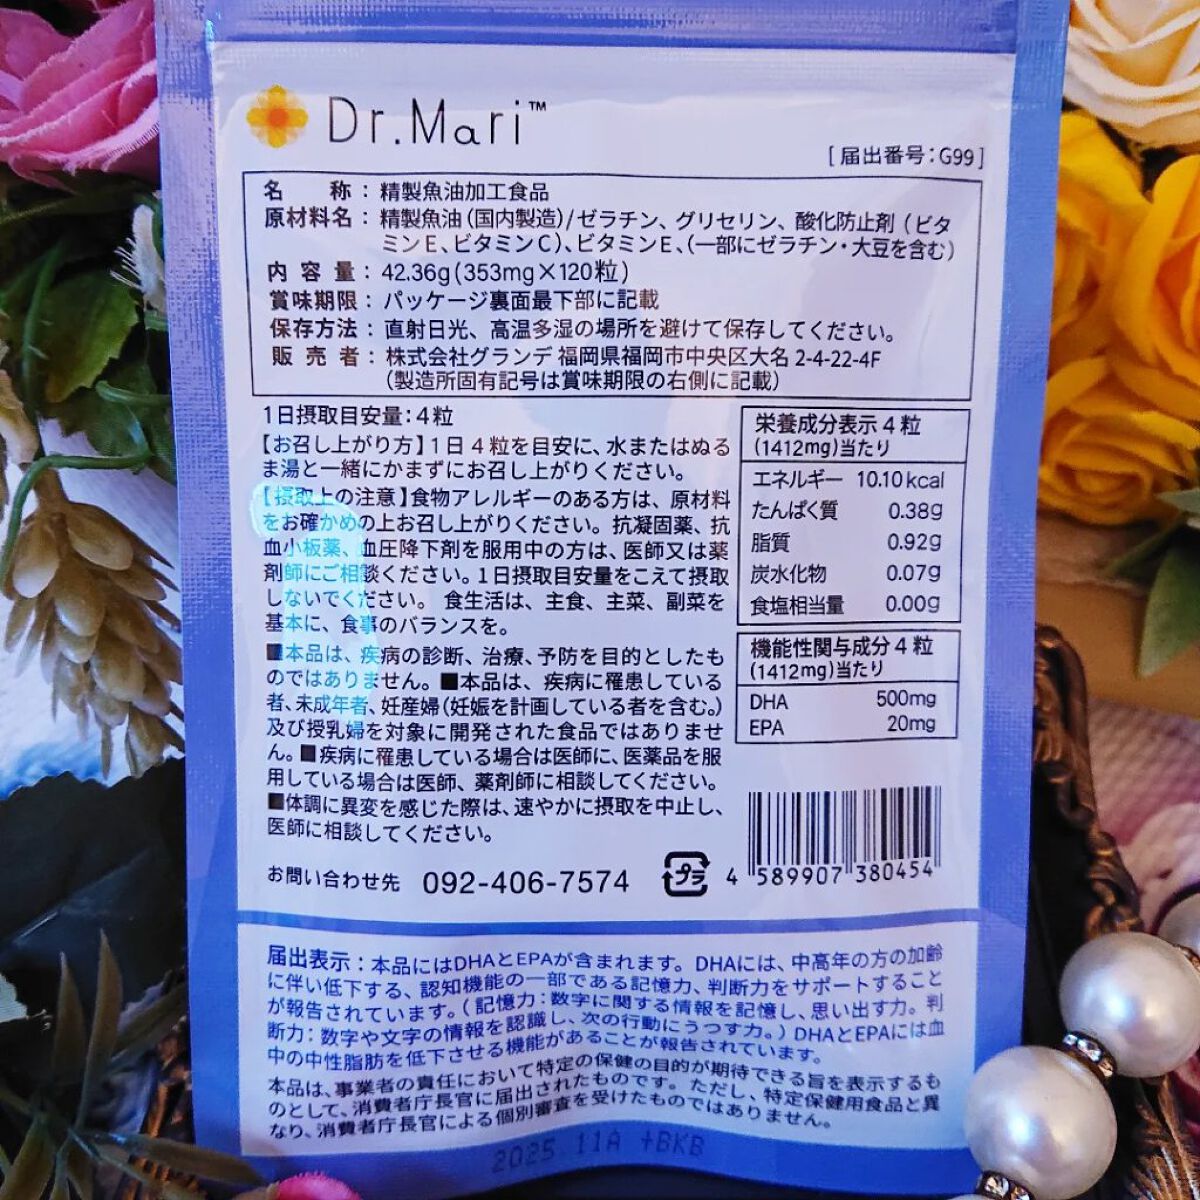 Dr.Mari™
[届出番号:G99]
名 称:精製魚油加工食品
原材料名:精製魚油(国内製造)/ゼラチン、グリセリン、酸化防止剤(ビタ
ミンE、ビタミンC)、ビタミンE、(一部にゼラチン・大豆を含む)
内容量:42.36g(353mg×120粒)
賞味期限:パッケージ裏面最下部に記載
保存方法:直射日光、高温多湿の場所を避けて保存してください。
販売者:株式会社グランデ 福岡県福岡市中央区大名 2-4-22-4F
(製造所固有記号は賞味期限の右側に記載)
1日摂取目安量:4粒
【お召し上がり方】1日4粒を目安に、水またはぬる
ま湯と一緒にかまずにお召し上がりください。
【摂取上の注意】食物アレルギーのある方は、原材料
をお確かめの上お召し上がりください。抗凝固薬、抗
血小板薬、血圧降下剤を服用中の方は、医師又は薬
剤師にご相談ください。1日摂取目安量をこえて摂取
しないでください。 食生活は、主食、主菜、副菜を
基本に、食事のバランスを。
■本品は、疾病の診断、治療、予防を目的としたも
のではありません。■本品は、疾病に罹患している
者、未成年者、妊産婦(妊娠を計画している者を含む。)
及び授乳婦を対象に開発された食品ではありませ
ん。■疾病に罹患している場合は医師に、医薬品を服
用している場合は医師、薬剤師に相談してください。
■体調に異変を感じた際は、速やかに摂取を中止し、
医師に相談してください。
栄養成分表示4粒
(1412mg)当たり
エネルギー 10.10kcal
たんぱく質 0.38g
脂質 0.92g
炭水化物 0.07g
食塩相当量 0.00g
機能性関与成分4粒
(1412mg)当たり
DHA 500mg
EPA 20mg
お問い合わせ先 092-406-7574
プラ
4 589907 380454
届出表示:本品にはDHAとEPAが含まれます。DHAには、中高年の方の加齢
に伴い低下する、認知機能の一部である記憶力、判断力をサポートすること
が報告されています。(記憶力:数字に関する情報を記憶し、思い出す力。判
断力:数字や文字の情報を認識し、次の行動にうつす力。)DHAとEPAには血
中の中性脂肪を低下させる機能があることが報告されています。
本品は、事業者の責任において特定の保健の目的が期待できる旨を表示するも
のとして、消費者庁長官に届出されたものです。ただし、特定保健用食品と異
なり、消費者庁長官による個別審査を受けたものではありません。
2025 11A +BKB